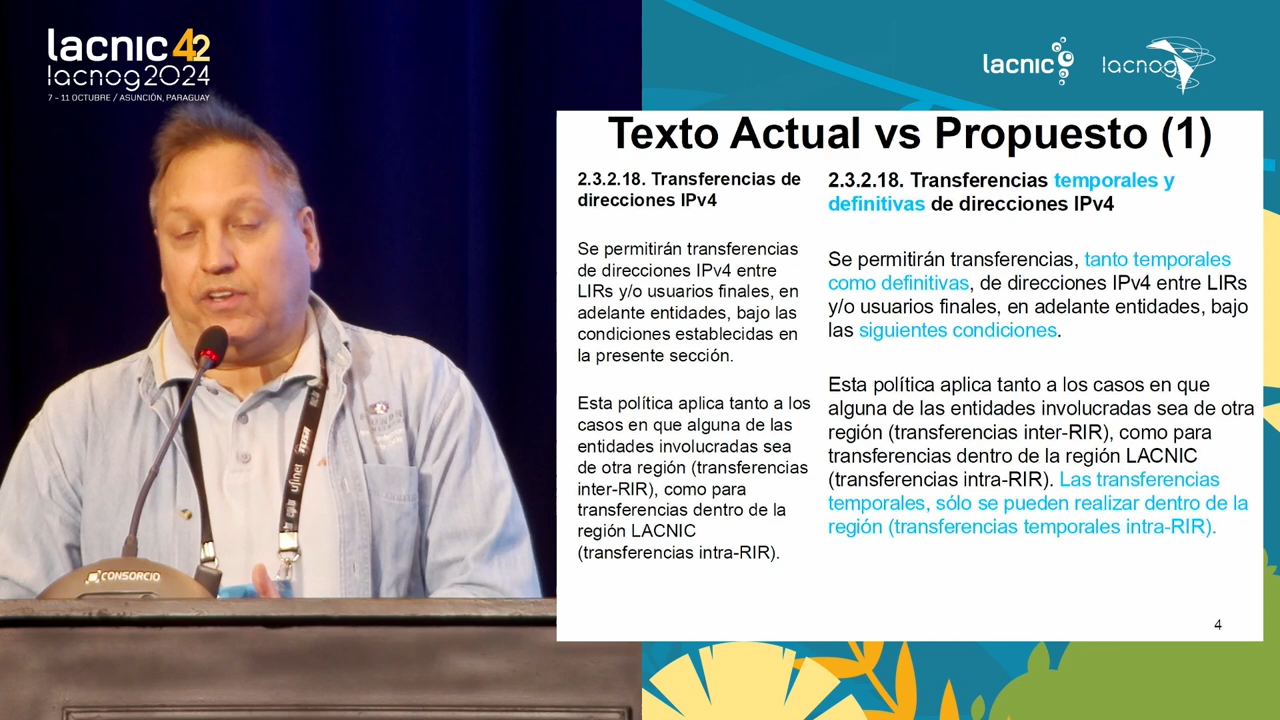 lacnic 42
lacnog2024
7 - 11 OCTUBRE / ASUNCIÓN, PARAGUAY
lacnic
lacnog
Texto Actual vs Propuesto (1)
2.3.2.18. Transferencias de
direcciones IPv4
Se permitirán transferencias
de direcciones IPv4 entre
LIRs y/o usuarios finales, en
adelante entidades, bajo las
condiciones establecidas en
la presente sección.
Esta política aplica tanto a los
casos en que alguna de las
entidades involucradas sea
de otra región (transferencias
inter-RIR), como para
transferencias dentro de la
región LACNIC
(transferencias intra-RIR).
2.3.2.18. Transferencias temporales y
definitivas de direcciones IPv4
Se permitirán transferencias, tanto temporales
como definitivas, de direcciones IPv4 entre LIRs
y/o usuarios finales, en adelante entidades, bajo
las siguientes condiciones.
Esta política aplica tanto a los casos en que
alguna de las entidades involucradas sea de otra
región (transferencias inter-RIR), como para
transferencias dentro de la región LACNIC
(transferencias intra-RIR). Las transferencias
temporales, sólo se pueden realizar dentro de la
región (transferencias temporales intra-RIR).
4
ufinet
CONSORCIO